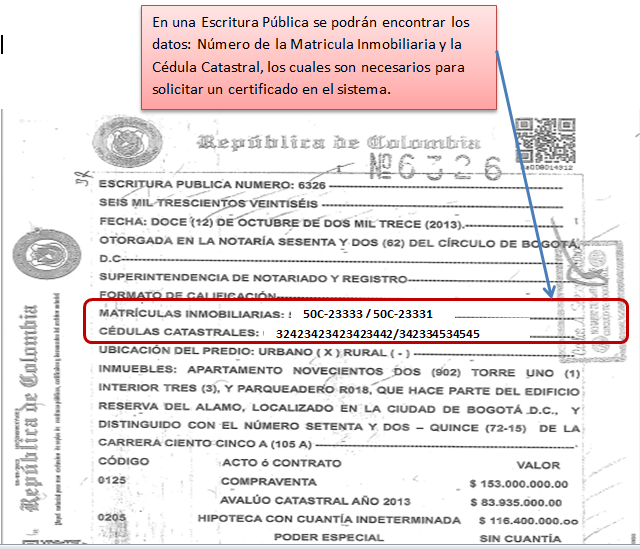 En una Escritura Pública se podrán encontrar los
datos: Número de la Matricula Inmobiliaria y la
Cédula Catastral, los cuales son necesarios para
solicitar un certificado en el sistema.
República de Colombia
Nº 6326
Aa008014312
ESCRITURA PUBLICA NUMERO: 6326
SEIS MIL TRESCIENTOS VEINTISÉIS
FECHA: DOCE (12) DE OCTUBRE DE DOS MIL TRECE (2013).
OTORGADA EN LA NOTARÍA SESENTA Y DOS (62) DEL CÍRCULO DE BOGOTÁ,
D.C
SUPERINTENDENCIA DE NOTARIADO Y REGISTRO
FORMATO DE CALIFICACIÓN
MATRÍCULAS INMOBILIARIAS: 50C-23333 / 50C-23331
CÉDULAS CATASTRALES: 32423423423423442/342334534545
UBICACIÓN DEL PREDIO: URBANO ( X ) RURAL ( - )
INMUEBLES: APARTAMENTO NOVECIENTOS DOS (902) TORRE UNO (1)
INTERIOR TRES (3), Y PARQUEADERO R018, QUE HACE PARTE DEL EDIFICIO
RESERVA DEL ALAMO, LOCALIZADO EN LA CIUDAD DE BOGOTÁ D.C., Y
DISTINGUIDO CON EL NÚMERO SETENTA Y DOS – QUINCE (72-15) DE LA
CARRERA CIENTO CINCO A (105 A)
CÓDIGO ACTO ó CONTRATO VALOR
0125 COMPRAVENTA $ 153.000.000.00
AVALÚO CATASTRAL AÑO 2013 $ 83.935.000.00
0205 HIPOTECA CON CUANTÍA INDETERMINADA $ 116.400.000.oo
PODER ESPECIAL SIN CUANTÍA
República de Colombia